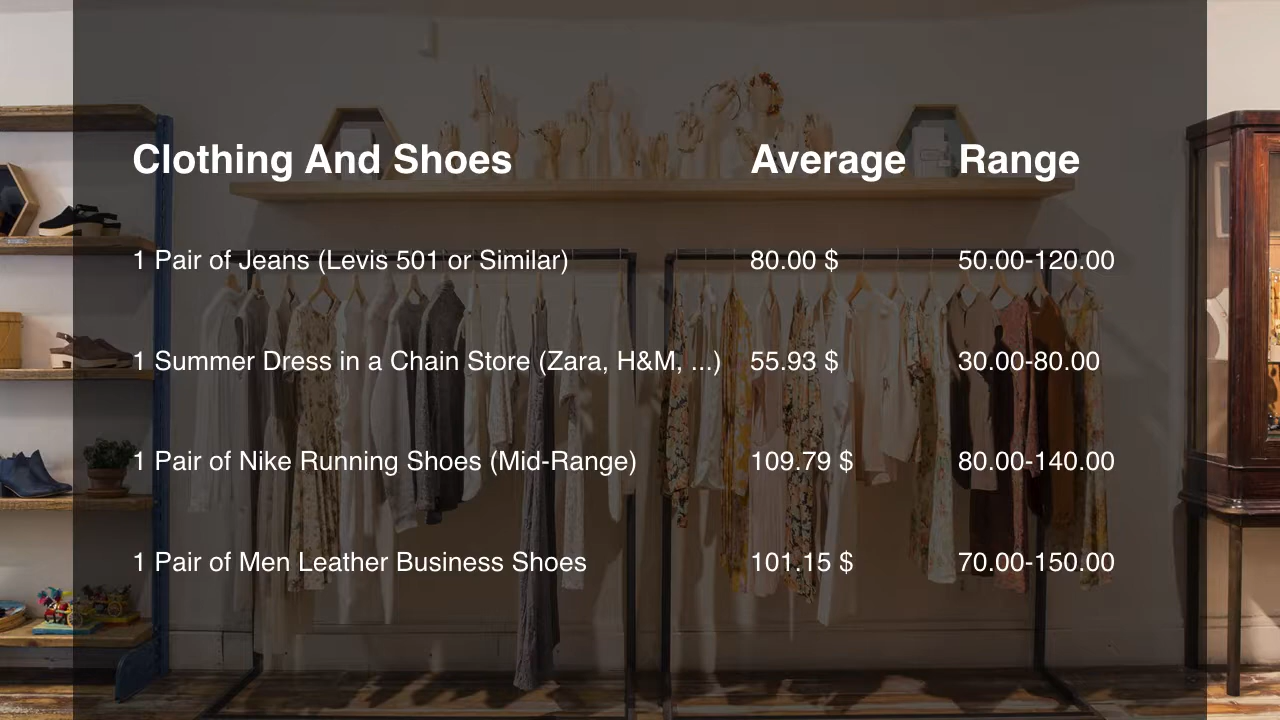 Clothing And Shoes Average Range
1 Pair of Jeans (Levis 501 or Similar) 80.00 $ 50.00-120.00
1 Summer Dress in a Chain Store (Zara, H&M, ...) 55.93 $ 30.00-80.00
1 Pair of Nike Running Shoes (Mid-Range) 109.79 $ 80.00-140.00
1 Pair of Men Leather Business Shoes 101.15 $ 70.00-150.00